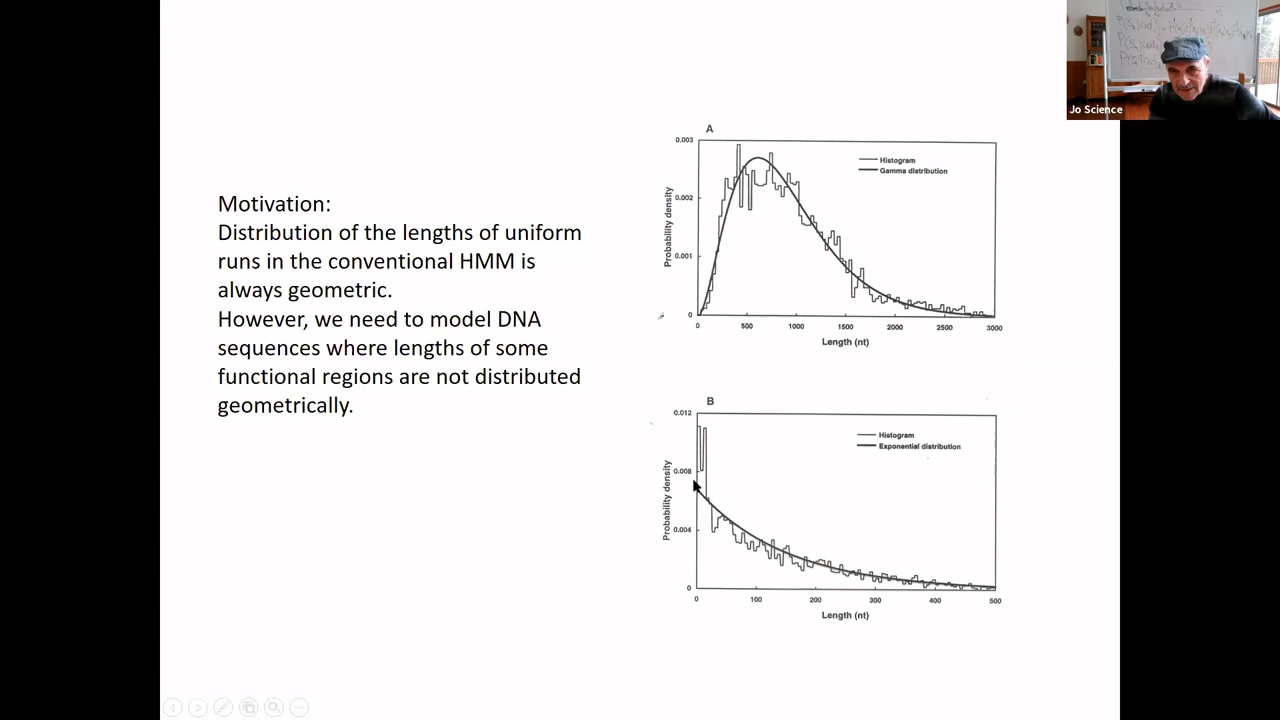 Motivation:
Distribution of the lengths of uniform
runs in the conventional HMM is
always geometric.
However, we need to model DNA
sequences where lengths of some
functional regions are not distributed
geometrically.
A
0.003
0.002
0.001
0
Probability density
Histogram
Gamma distribution
0 500 1000 1500 2000 2500 3000
Length (nt)
B
0.012
0.008
0.004
0
Probability density
Histogram
Exponential distribution
0 100 200 300 400 500
Length (nt)
Jo Science